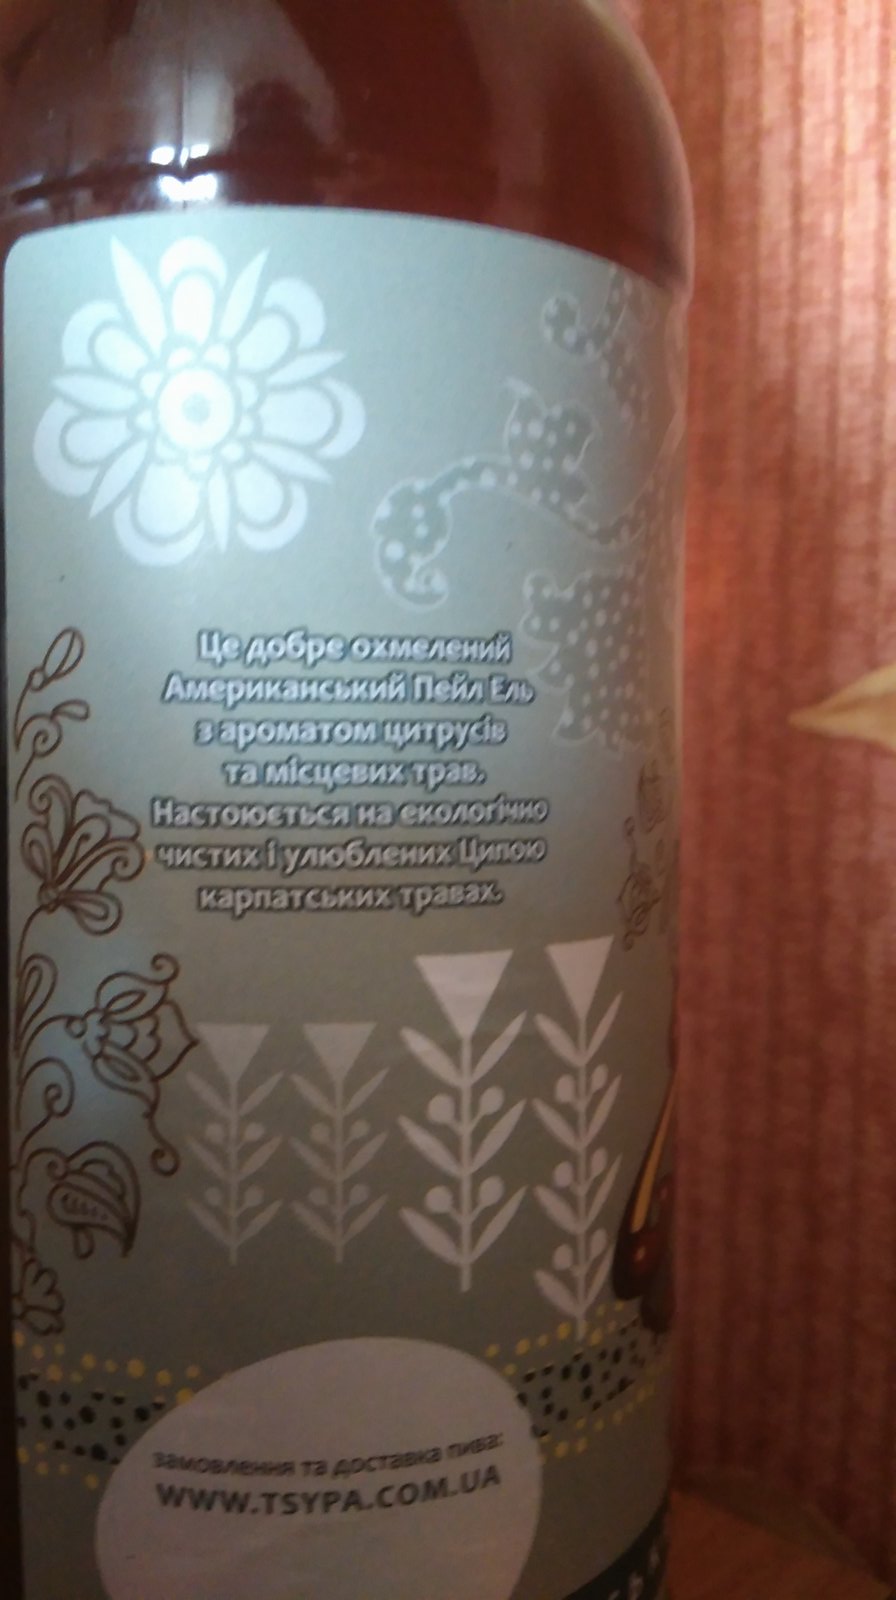 Це добре охмелений
Американський Пейл Ель
з ароматом цитрусів
та місцевих трав.
Настоюється на екологічно
чистих і улюблених Ципою
карпатських травах.
замовлення та доставка пива:
WWW.TSYPA.COM.UA